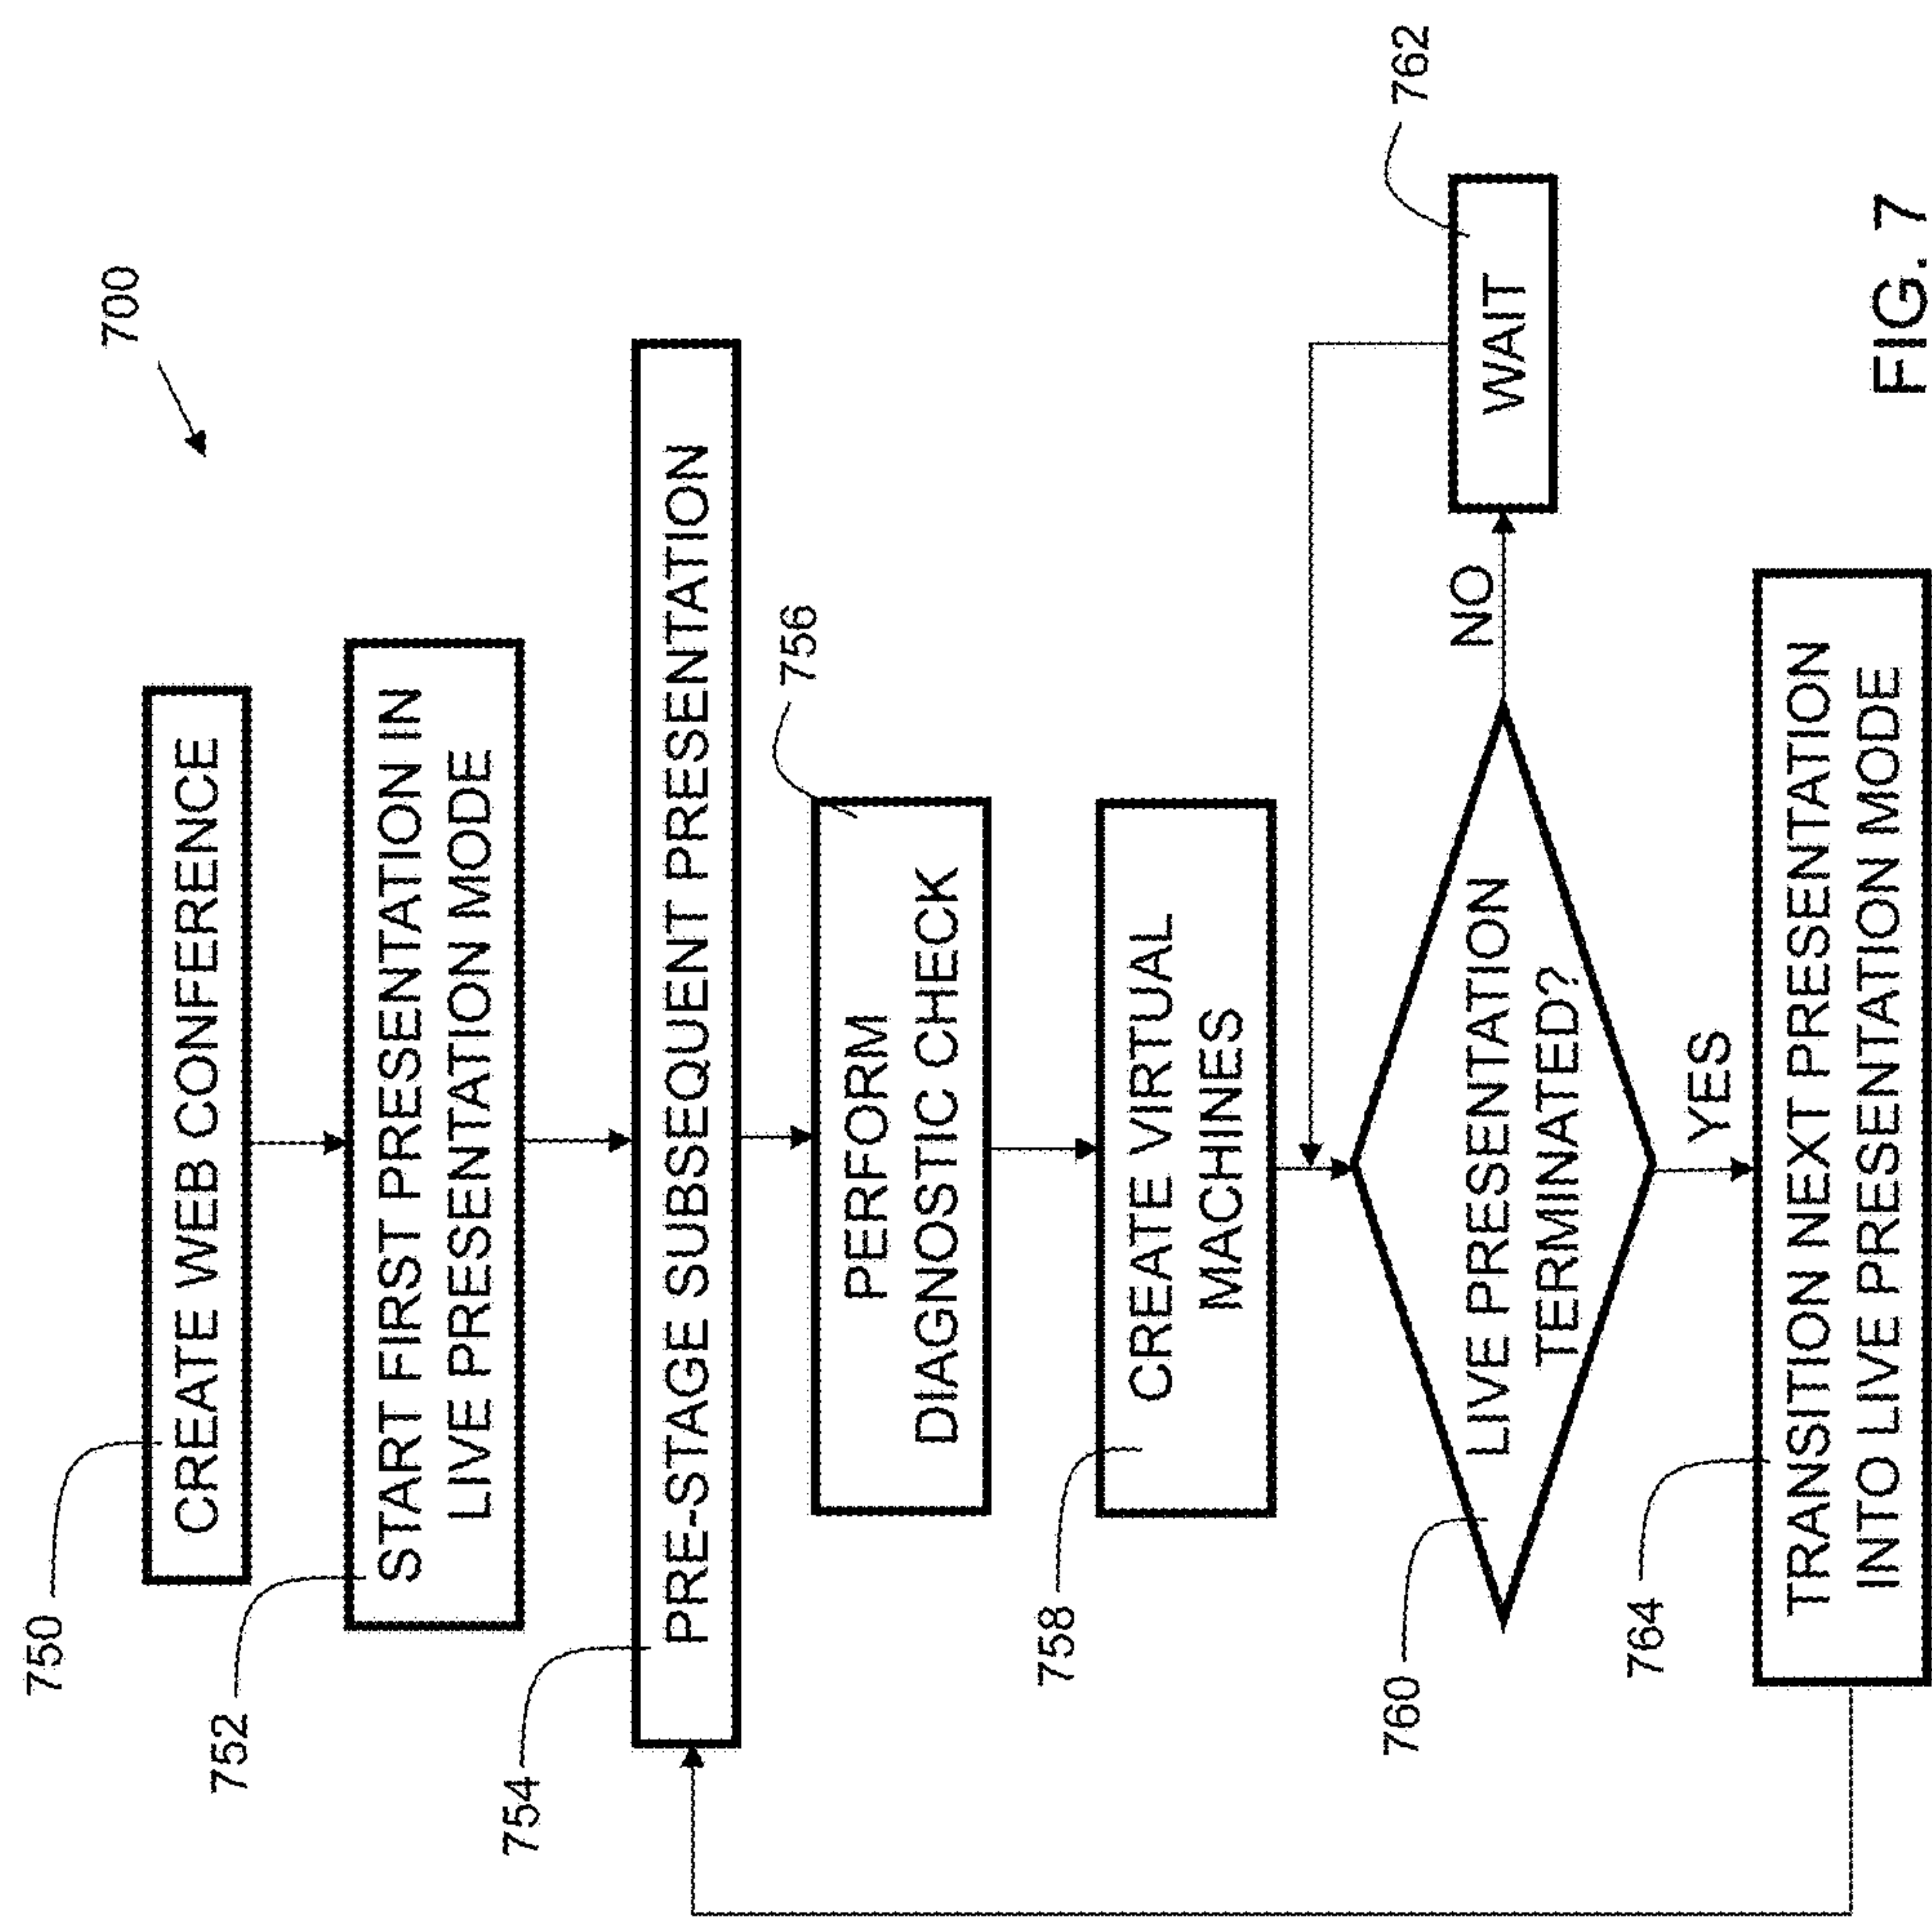 700
750
CREATE WEB CONFERENCE
752
START FIRST PRESENTATION IN
LIVE PRESENTATION MODE
754
PRE-STAGE SUBSEQUENT PRESENTATION
756
PERFORM
DIAGNOSTIC CHECK
758
CREATE VIRTUAL
MACHINES
760
LIVE PRESENTATION
TERMINATED?
NO
762
WAIT
YES
764
TRANSITION NEXT PRESENTATION
INTO LIVE PRESENTATION MODE
FIG. 7